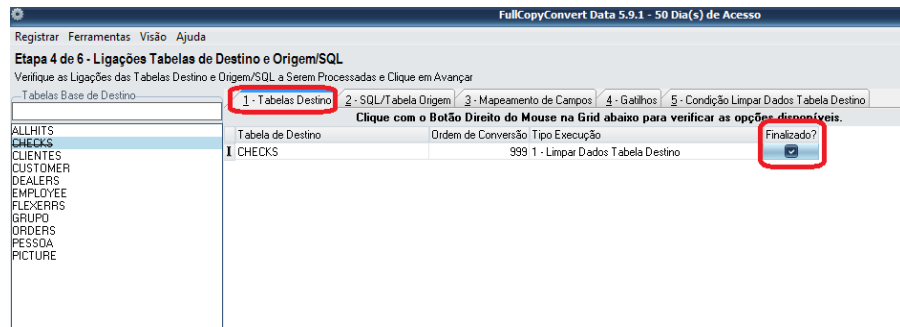 FullCopyConvert Data 5.9.1 - 50 Dia(s) de Acesso
Registrar Ferramentas Visão Ajuda
Etapa 4 de 6 - Ligações Tabelas de Destino e Origem/SQL
Verifique as Ligações das Tabelas Destino e Origem/SQL a Serem Processadas e Clique em Avançar
Tabelas Base de Destino
1 - Tabelas Destino 2 - SQL/Tabela Origem 3 - Mapeamento de Campos 4 - Gatilhos 5 - Condição Limpar Dados Tabela Destino
Clique com o Botão Direito do Mouse na Grid abaixo para verificar as opções disponíveis.
Tabela de Destino Ordem de Conversão Tipo Execução Finalizado?
CHECKS 999 1 - Limpar Dados Tabela Destino
ALLHITS
CHECKS
CLIENTES
CUSTOMER
DEALERS
EMPLOYEE
FLEXERRS
GRUPO
ORDERS
PESSOA
PICTURE